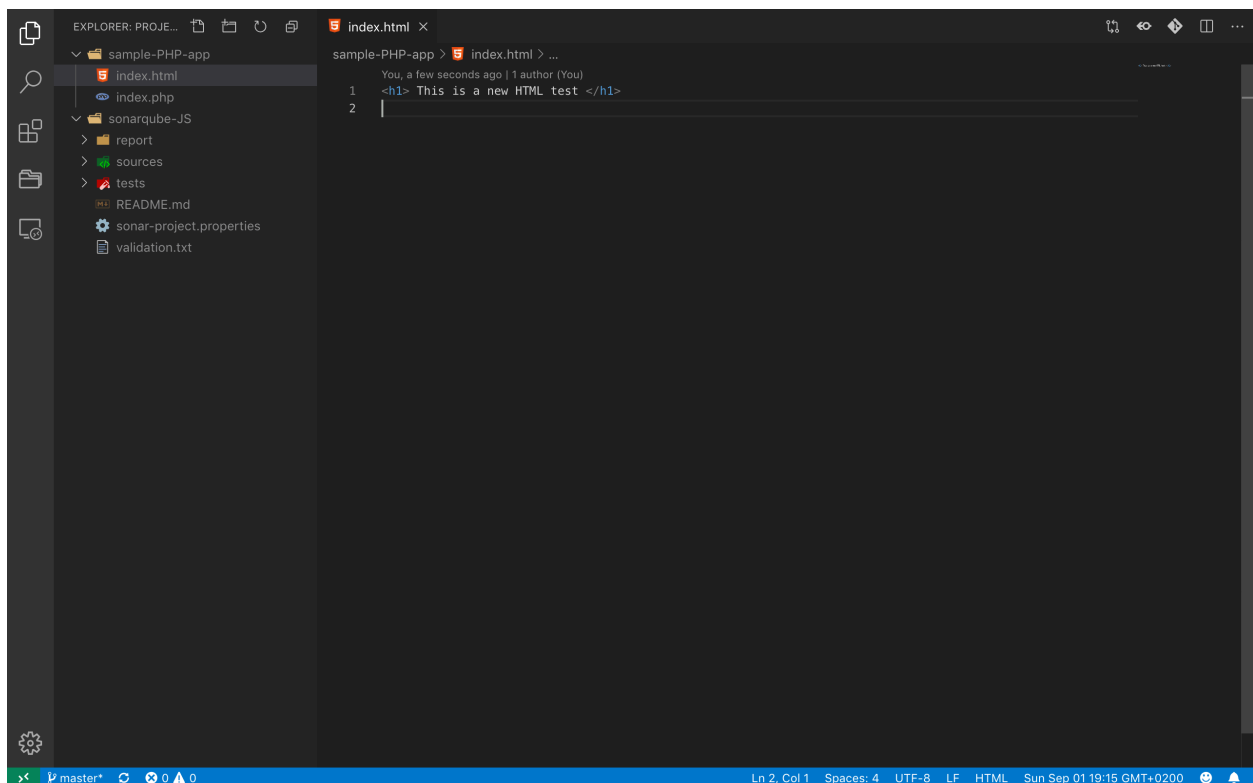 EXPLORER: PROJE...
sample-PHP-app
index.html
index.php
sonarqube-JS
report
sources
tests
README.md
sonar-project.properties
validation.txt
index.html
sample-PHP-app > index.html > ...
You, a few seconds ago | 1 author (You)
1 <h1> This is a new HTML test </h1>
2
master* 0 0 Ln 2, Col 1 Spaces: 4 UTF-8 LF HTML Sun Sep 01 19:15 GMT+0200